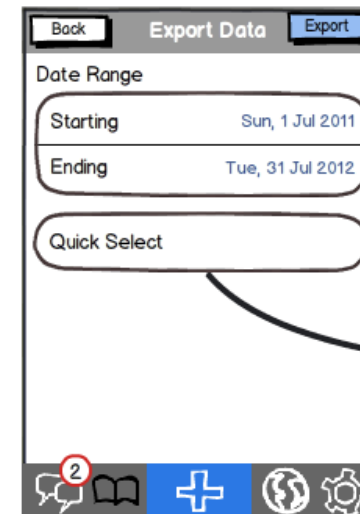 Back Export Data Export
Date Range
Starting Sun, 1 Jul 2011
Ending Tue, 31 Jul 2012
Quick Select
2